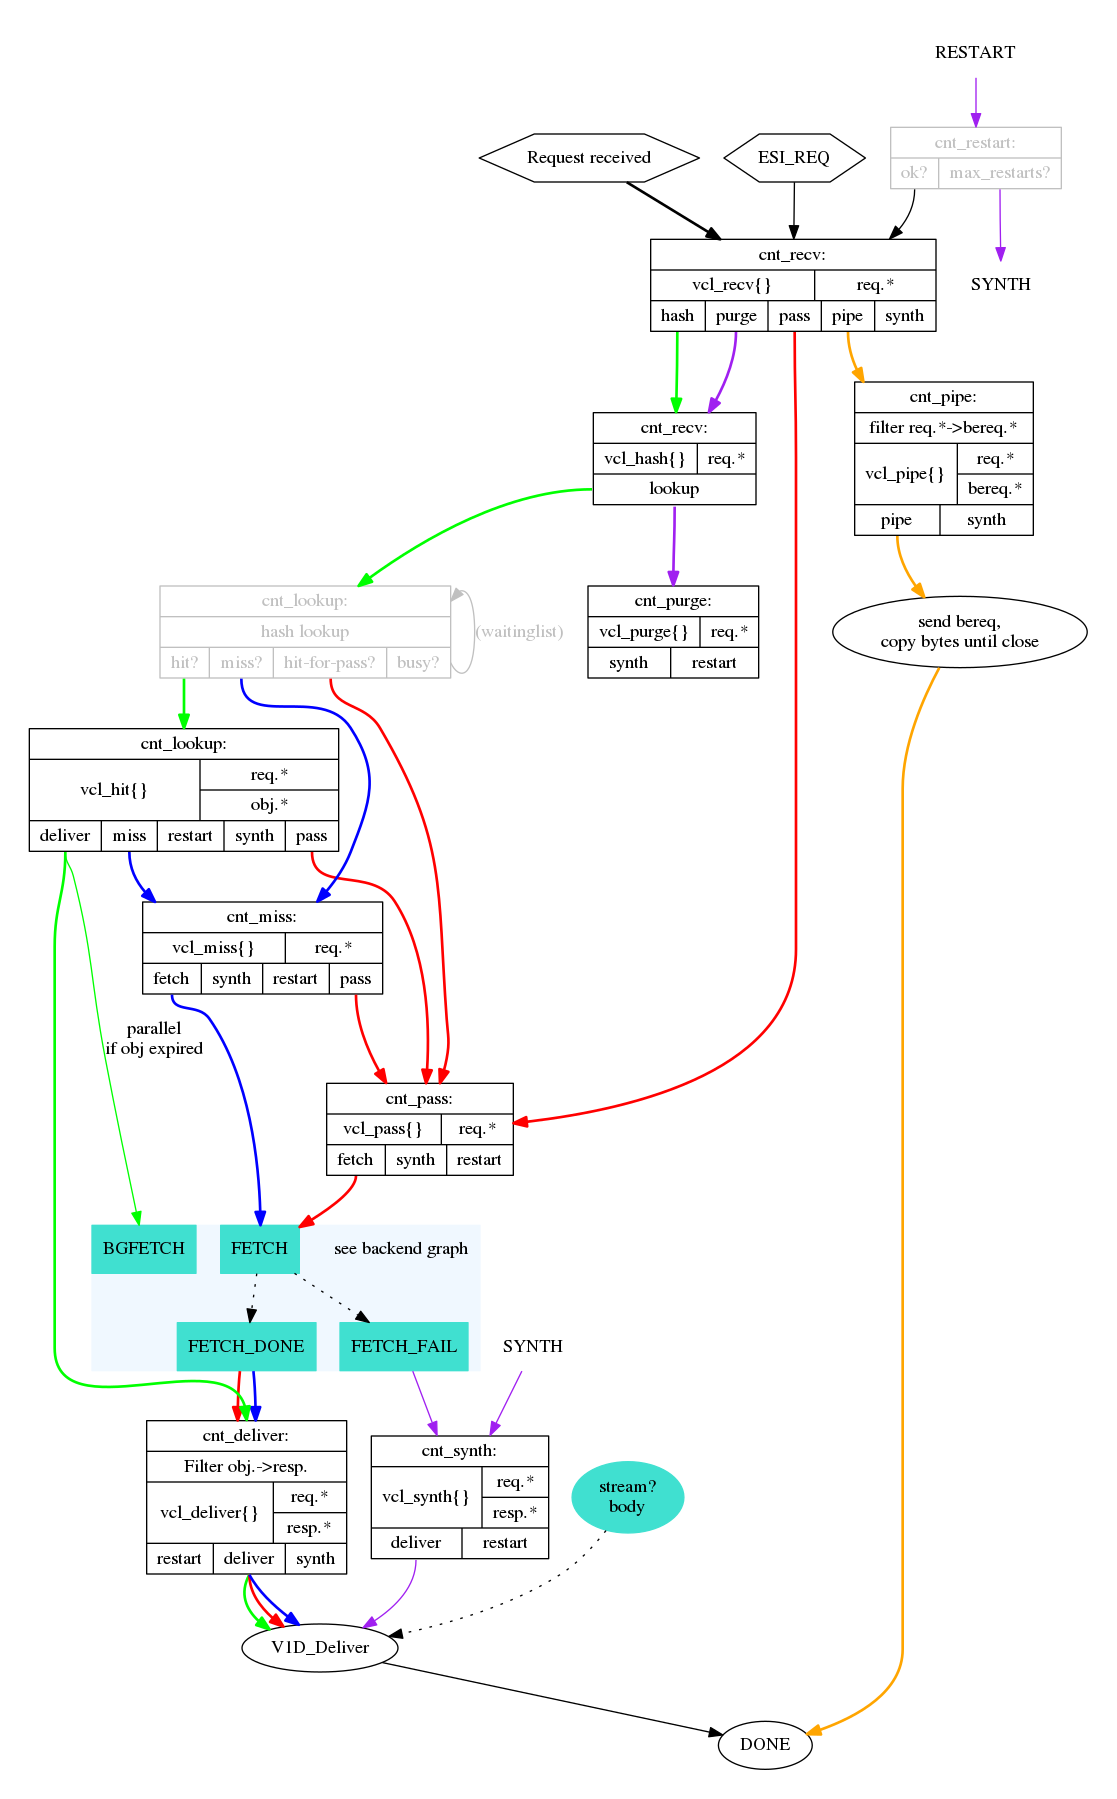 RESTART
cnt_restart:
ok?
max_restarts?
Request received
ESI_REQ
SYNTH
cnt_recv:
vcl_recv{}
req.*
hash
purge
pass
pipe
synth
cnt_recv:
vcl_hash{}
req.*
lookup
cnt_pipe:
filter req.*->bereq.*
vcl_pipe{}
req.*
bereq.*
pipe
synth
cnt_lookup:
hash lookup
hit?
miss?
hit-for-pass?
busy?
(waitinglist)
cnt_purge:
vcl_purge{}
req.*
synth
restart
send bereq,
copy bytes until close
cnt_lookup:
vcl_hit{}
req.*
obj.*
deliver
miss
restart
synth
pass
cnt_miss:
vcl_miss{}
req.*
fetch
synth
restart
pass
parallel
if obj expired
cnt_pass:
vcl_pass{}
req.*
fetch
synth
restart
BGFETCH
FETCH
see backend graph
FETCH_DONE
FETCH_FAIL
SYNTH
cnt_deliver:
Filter obj.->resp.
vcl_deliver{}
req.*
resp.*
restart
deliver
synth
cnt_synth:
vcl_synth{}
req.*
resp.*
deliver
restart
stream?
body
V1D_Deliver
DONE